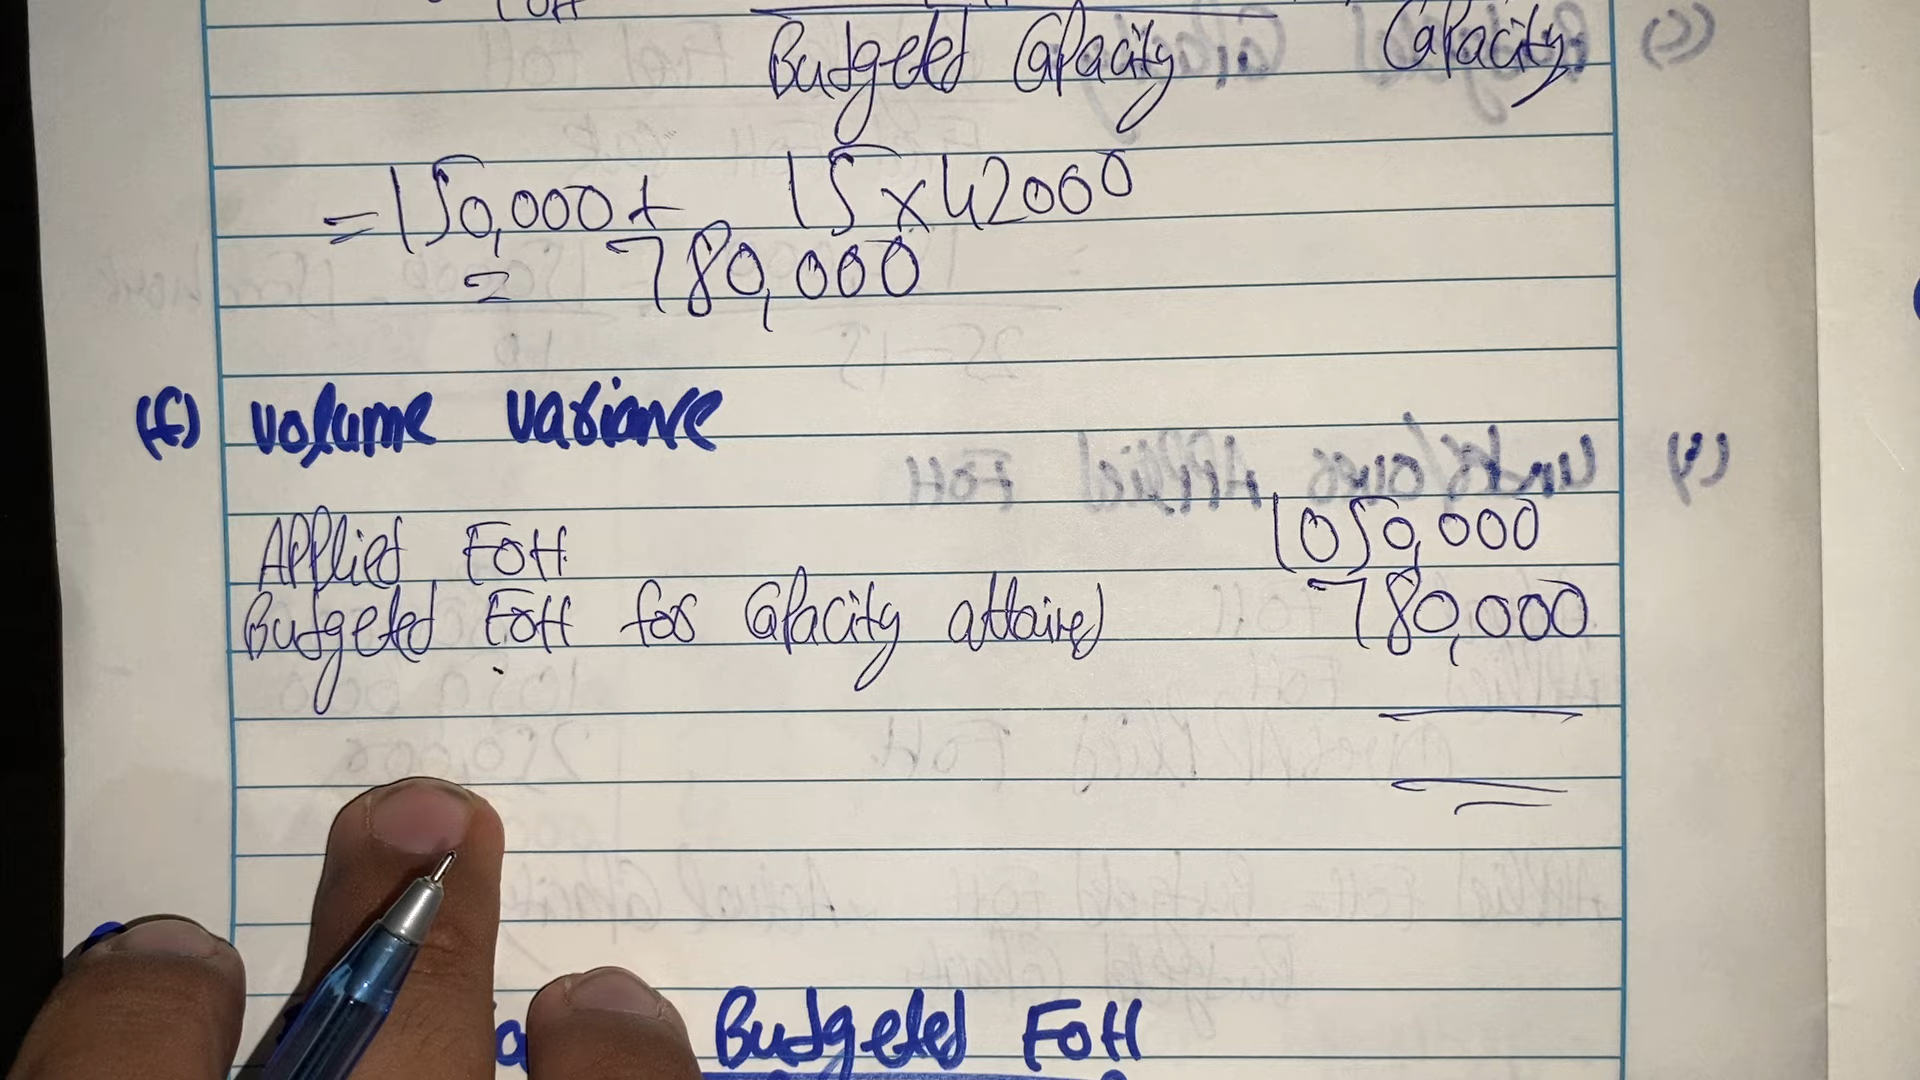 FOH
Budgeted Capacity Capacity
= 150,000 + 15 x 42000
= 780,000
(f) Volume variance
Applied FOH 1050,000
Budgeted FOH for Capacity attained 780,000
Budgeted FOH